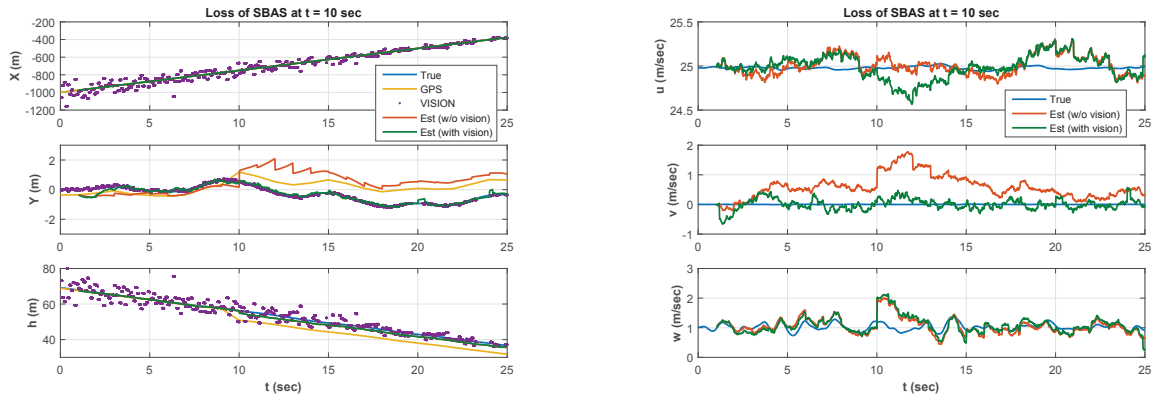 Loss of SBAS at t = 10 sec
-200
-400
-600
-800
-1000
-1200
X (m)
0 5 10 15 20 25
True
GPS
VISION
Est (w/o vision)
Est (with vision)
2
0
-2
Y (m)
0 5 10 15 20 25
80
60
40
h (m)
0 5 10 15 20 25
t (sec)
Loss of SBAS at t = 10 sec
25.5
25
24.5
u (m/sec)
0 5 10 15 20 25
True
Est (w/o vision)
Est (with vision)
2
1
0
-1
v (m/sec)
0 5 10 15 20 25
3
2
1
0
w (m/sec)
0 5 10 15 20 25
t (sec)